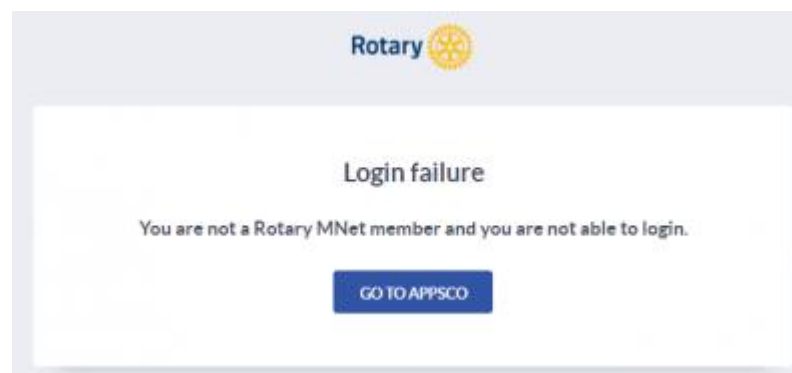 Rotary
Login failure
You are not a Rotary MNet member and you are not able to login.
GO TO APPSCO